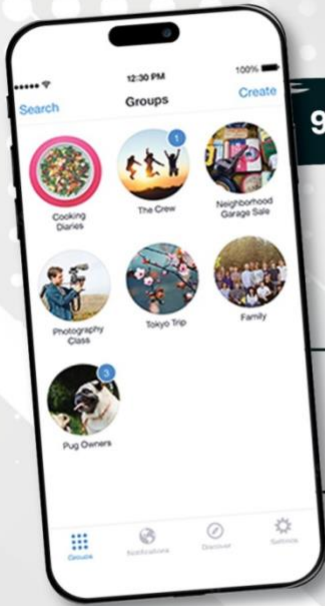 12:30 PM
100%
Search
Groups
Create
9
1
Cooking
Diaries
The Crew
Neighborhood
Garage Sale
Photography
Class
Tokyo Trip
Family
3
Pug Owners
Groups
Notifications
Discover
Settings